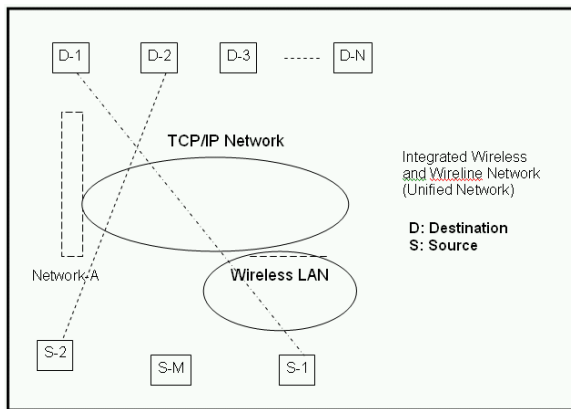 D-1 D-2 D-3 D-N
TCP/IP Network
Integrated Wireless
and Wireline Network
(Unified Network)
D: Destination
S: Source
Network-A
Wireless LAN
S-2
S-M
S-1